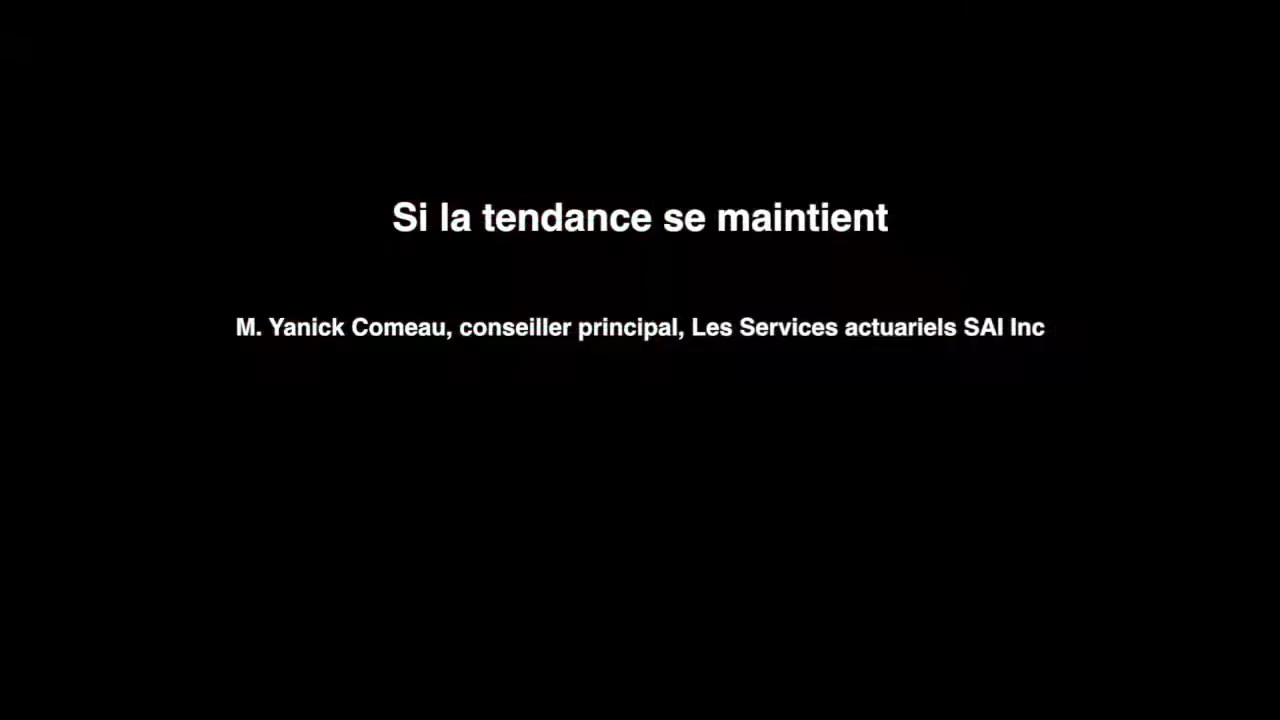 Si la tendance se maintient
M. Yanick Comeau, conseiller principal, Les Services actuariels SAI Inc